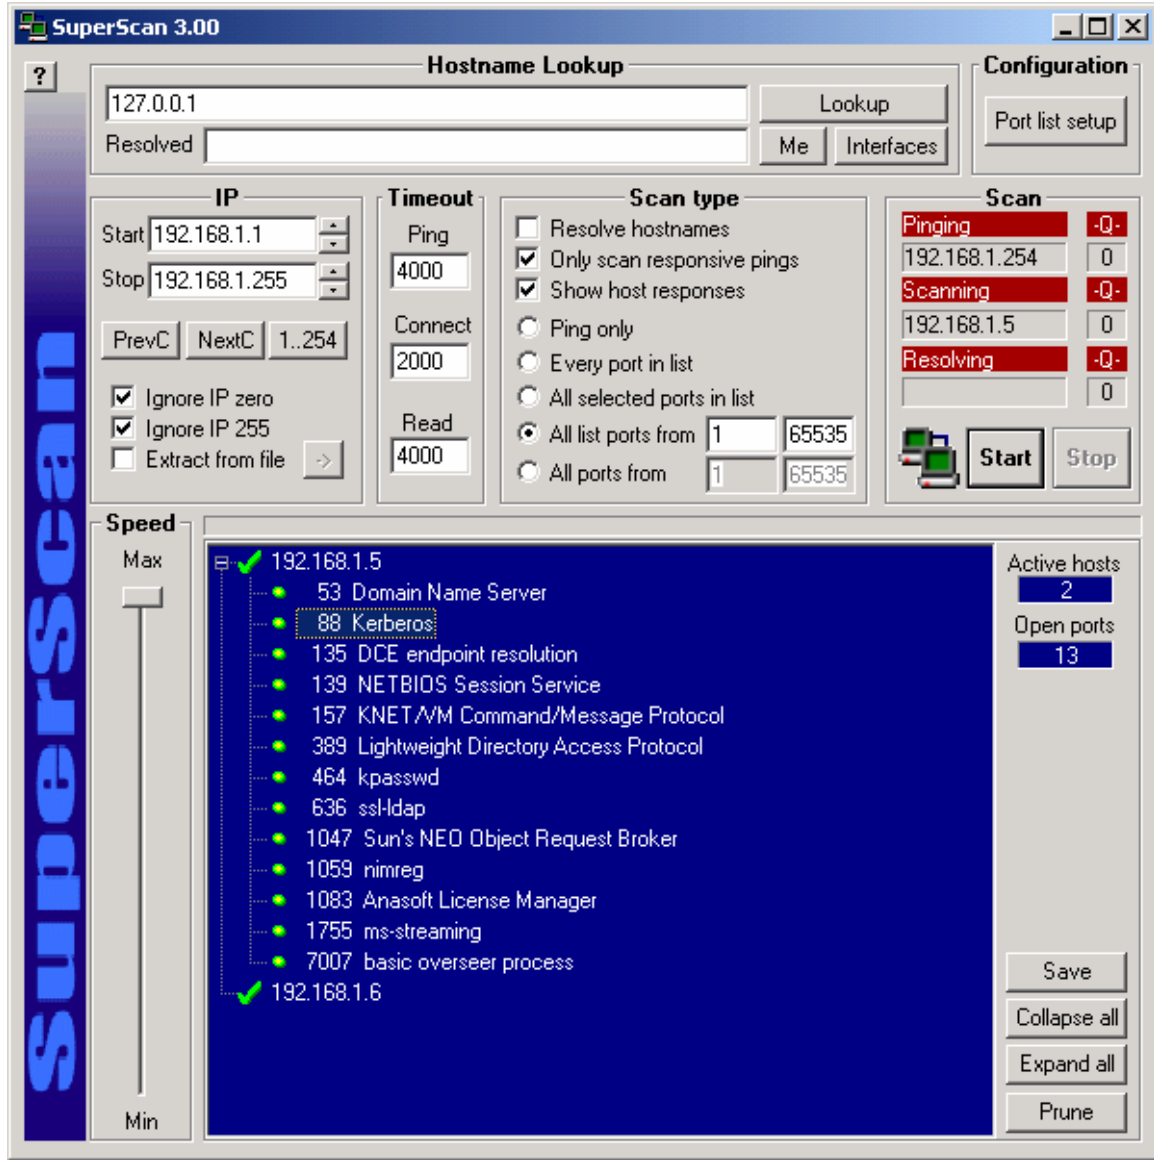 SuperScan 3.00
?
Hostname Lookup
Configuration
127.0.0.1
Lookup
Port list setup
Resolved
Me
Interfaces
IP
Start 192.168.1.1
Stop 192.168.1.255
PrevC NextC 1..254
Ignore IP zero
Ignore IP 255
Extract from file ->
Timeout
Ping
4000
Connect
2000
Read
4000
Scan type
Resolve hostnames
Only scan responsive pings
Show host responses
Ping only
Every port in list
All selected ports in list
All list ports from 1 65535
All ports from 1 65535
Scan
Pinging -Q-
192.168.1.254 0
Scanning -Q-
192.168.1.5 0
Resolving -Q-
0
Start Stop
SuperScan
Speed
Max
Min
192.168.1.5
53 Domain Name Server
88 Kerberos
135 DCE endpoint resolution
139 NETBIOS Session Service
157 KNET/VM Command/Message Protocol
389 Lightweight Directory Access Protocol
464 kpasswd
636 ssl-ldap
1047 Sun's NEO Object Request Broker
1059 nimreg
1083 Anasoft License Manager
1755 ms-streaming
7007 basic overseer process
192.168.1.6
Active hosts
2
Open ports
13
Save
Collapse all
Expand all
Prune